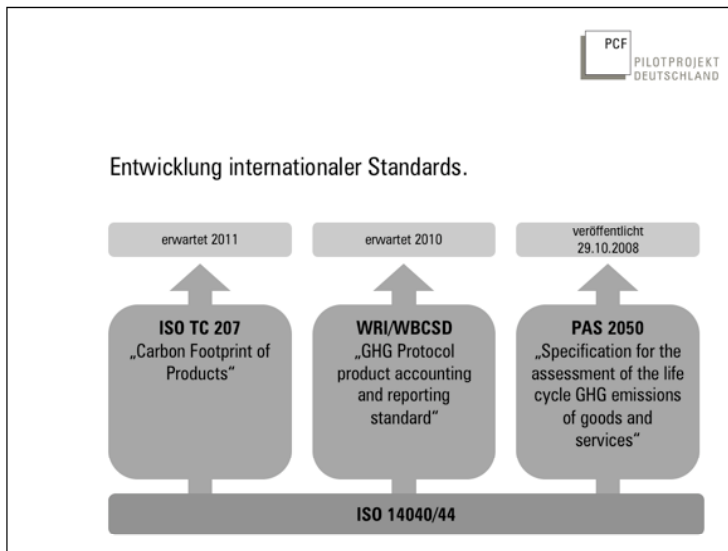 PCF
PILOTPROJEKT
DEUTSCHLAND
Entwicklung internationaler Standards.
erwartet 2011
erwartet 2010
veröffentlicht
29.10.2008
ISO TC 207
„Carbon Footprint of
Products“
WRI/WBCSD
„GHG Protocol
product accounting
and reporting
standard“
PAS 2050
„Specification for the
assessment of the life
cycle GHG emissions
of goods and
services“
ISO 14040/44